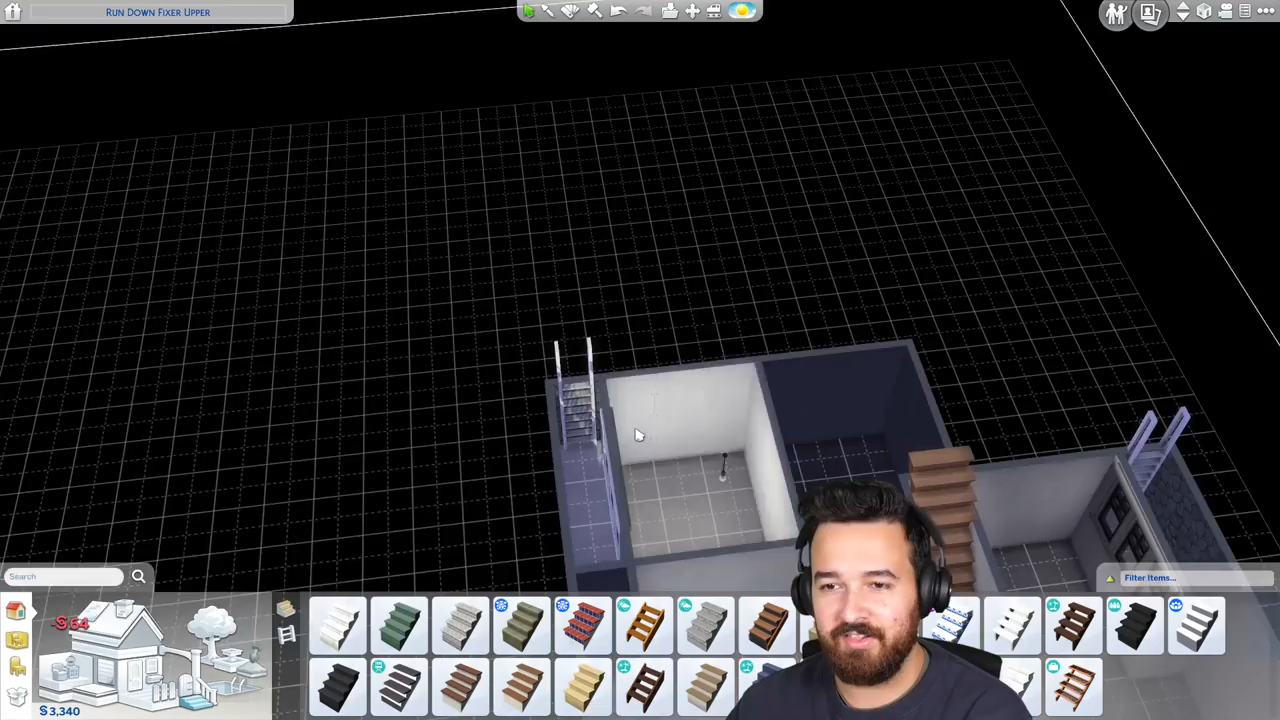 RUN DOWN FIXER UPPER
Search
Filter Items...
-§64
§3,340